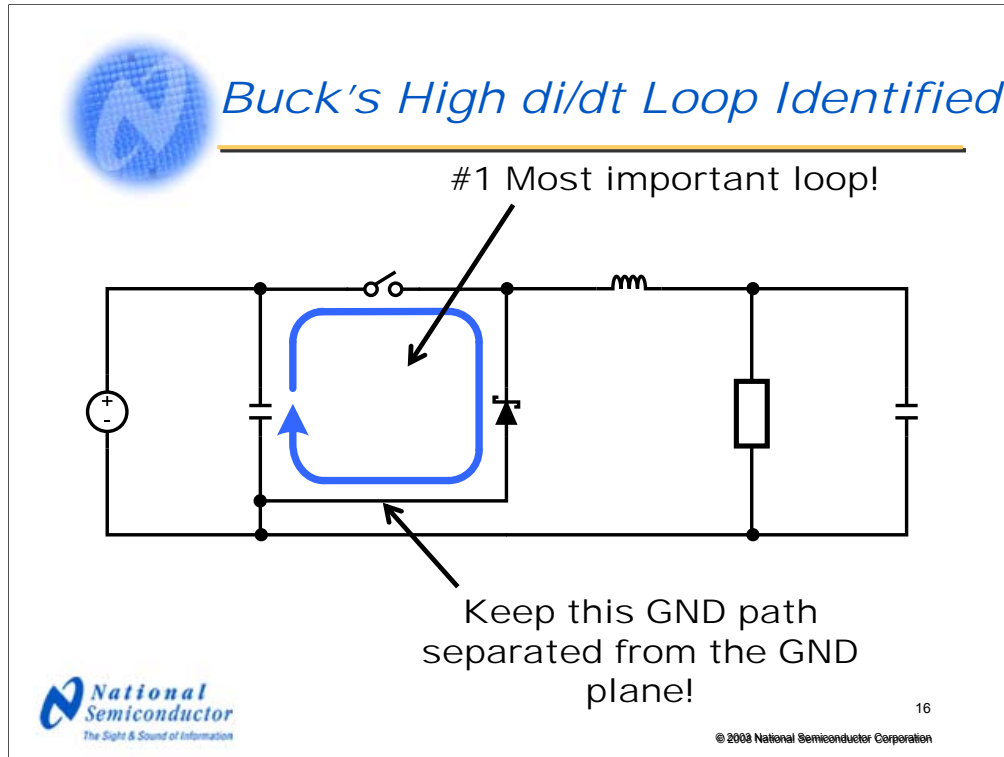 Buck's High di/dt Loop Identified
#1 Most important loop!
+
-
Keep this GND path
separated from the GND
plane!
National
Semiconductor
The Sight & Sound of Information
16
© 2003 National Semiconductor Corporation